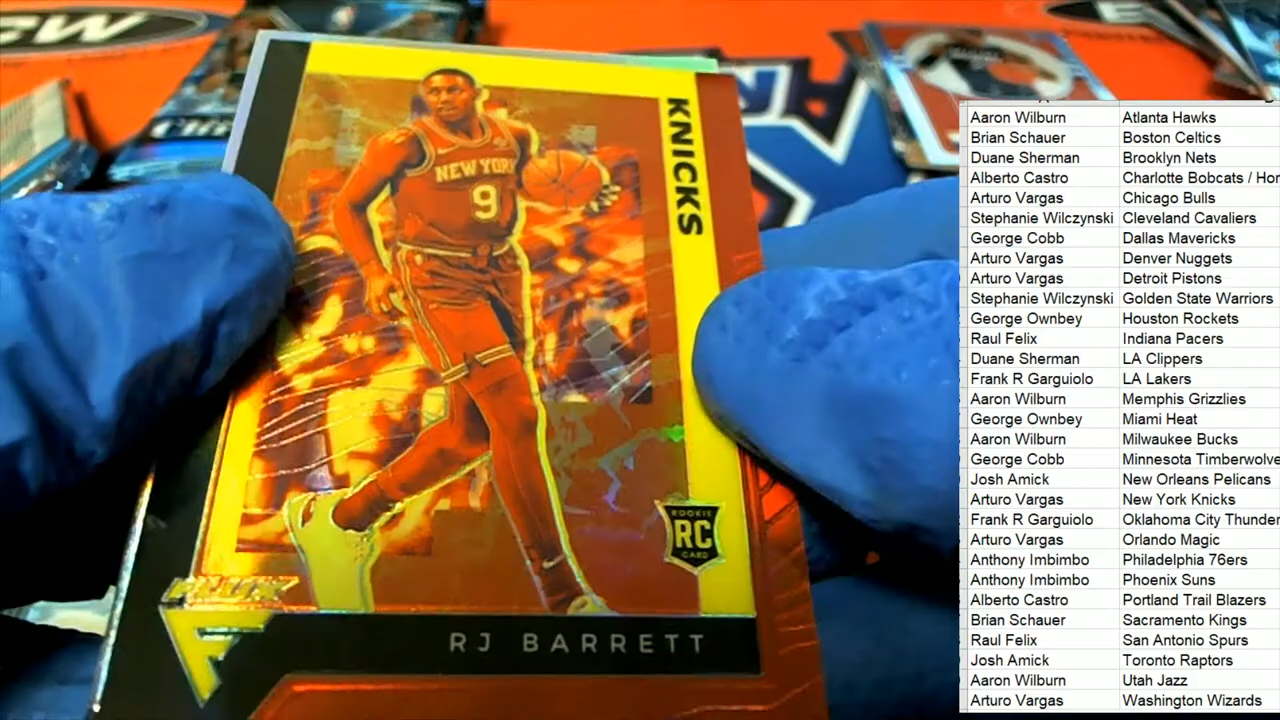 KNICKS
NEW YORK
9
ROOKIE
RC
CARD
FLUX
F
RJ BARRETT
Aaron Wilburn Atlanta Hawks
Brian Schauer Boston Celtics
Duane Sherman Brooklyn Nets
Alberto Castro Charlotte Bobcats / Hor
Arturo Vargas Chicago Bulls
Stephanie Wilczynski Cleveland Cavaliers
George Cobb Dallas Mavericks
Arturo Vargas Denver Nuggets
Arturo Vargas Detroit Pistons
Stephanie Wilczynski Golden State Warriors
George Ownbey Houston Rockets
Raul Felix Indiana Pacers
Duane Sherman LA Clippers
Frank R Garguiolo LA Lakers
Aaron Wilburn Memphis Grizzlies
George Ownbey Miami Heat
Aaron Wilburn Milwaukee Bucks
George Cobb Minnesota Timberwolve
Josh Amick New Orleans Pelicans
Arturo Vargas New York Knicks
Frank R Garguiolo Oklahoma City Thunder
Arturo Vargas Orlando Magic
Anthony Imbimbo Philadelphia 76ers
Anthony Imbimbo Phoenix Suns
Alberto Castro Portland Trail Blazers
Brian Schauer Sacramento Kings
Raul Felix San Antonio Spurs
Josh Amick Toronto Raptors
Aaron Wilburn Utah Jazz
Arturo Vargas Washington Wizards